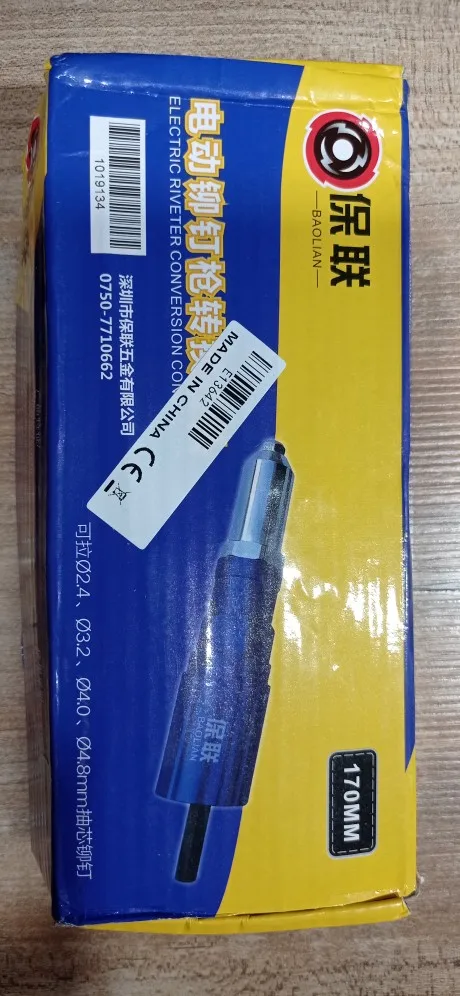 保联
BAOLIAN
电动铆钉枪转
ELECTRIC RIVETER CONVERSION
1019134
深圳市保联五金有限公司
0750-7710662
MADE IN CHINA
E13642
CE
保联
BAOLIAN
170MM
可拉Ø2.4、Ø3.2、Ø4.0、Ø4.8mm抽芯铆钉